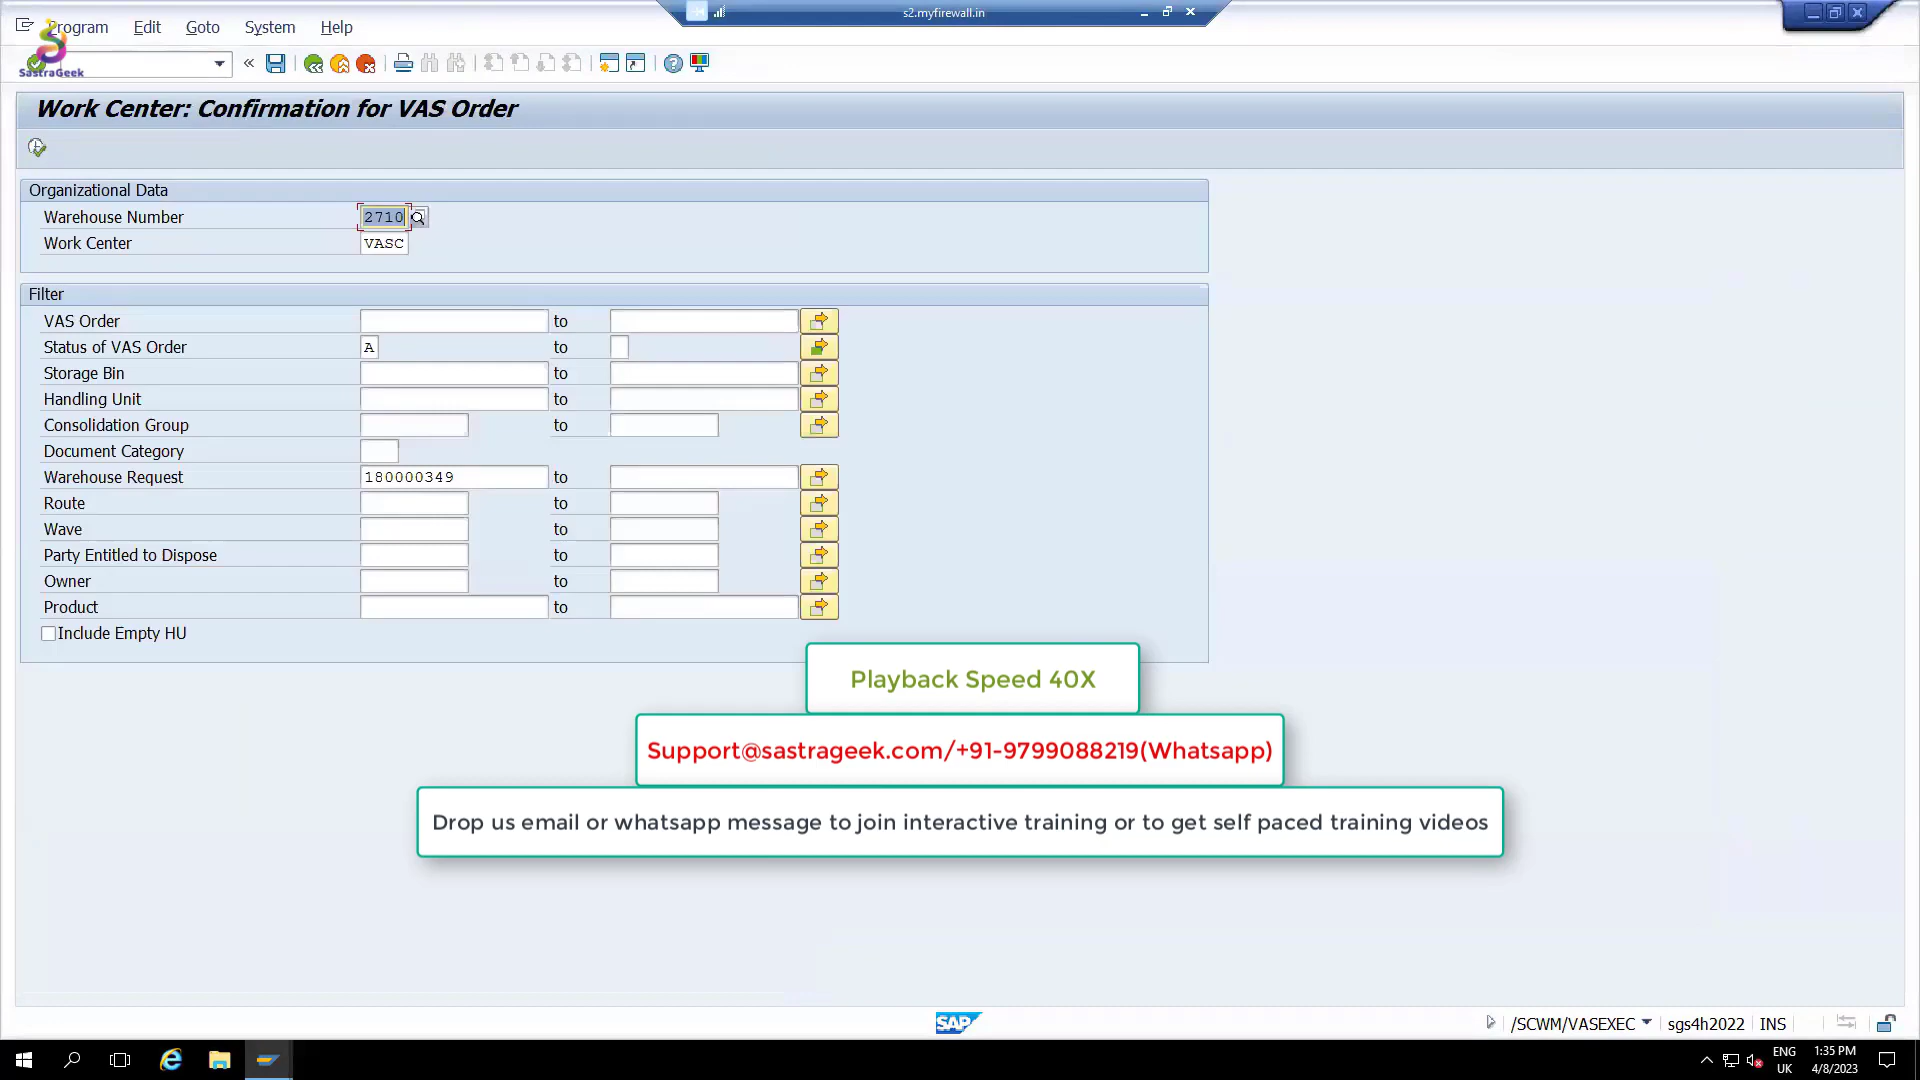 s2.myfirewall.in
Program Edit Goto System Help
SastraGeek
Work Center: Confirmation for VAS Order
Organizational Data
Warehouse Number 2710
Work Center VASC
Filter
VAS Order to
Status of VAS Order A to
Storage Bin to
Handling Unit to
Consolidation Group to
Document Category
Warehouse Request 180000349 to
Route to
Wave to
Party Entitled to Dispose to
Owner to
Product to
Include Empty HU
Playback Speed 40X
Support@sastrageek.com/+91-9799088219(Whatsapp)
Drop us email or whatsapp message to join interactive training or to get self paced training videos
SAP /SCWM/VASEXEC sgs4h2022 INS
ENG 1:35 PM
UK 4/8/2023